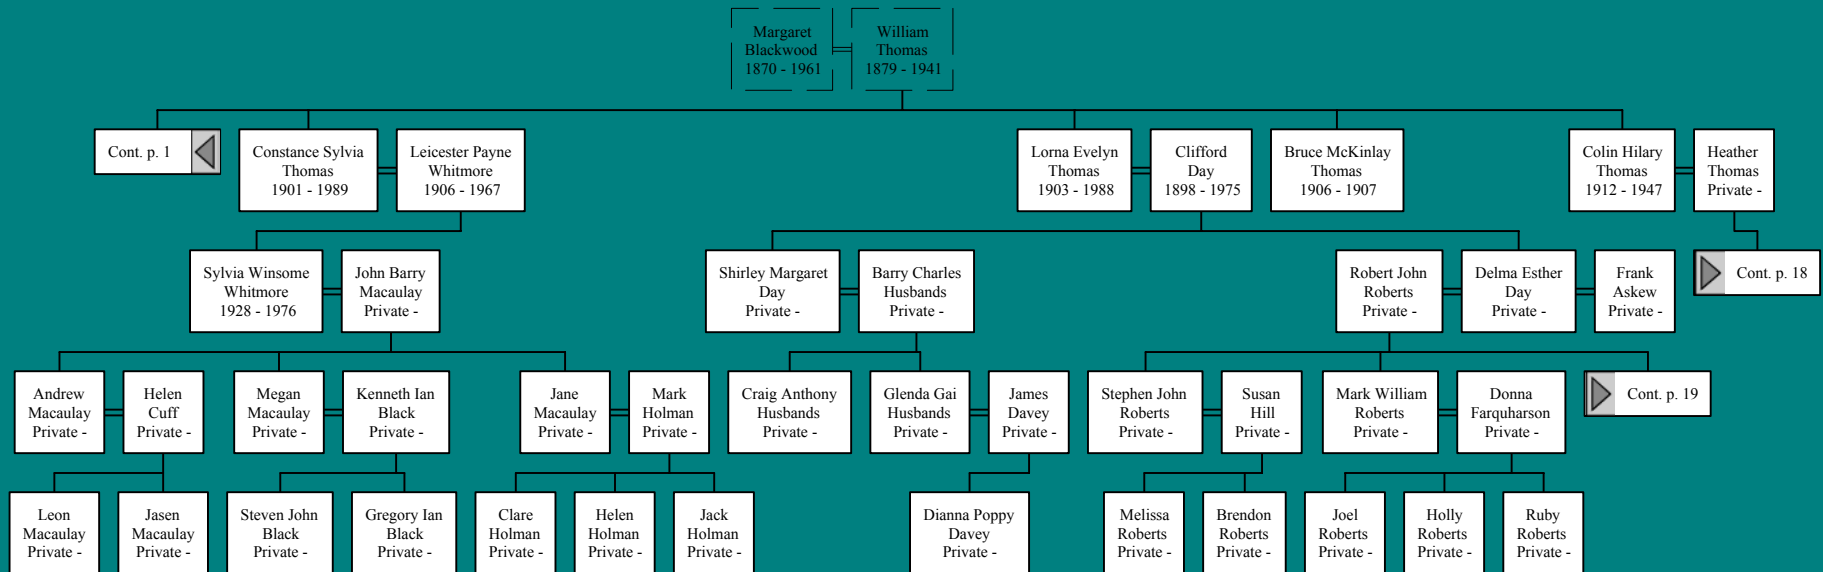 Margaret
Blackwood
1870 - 1961
William
Thomas
1879 - 1941
Cont. p. 1
Constance Sylvia
Thomas
1901 - 1989
Leicester Payne
Whitmore
1906 - 1967
Lorna Evelyn
Thomas
1903 - 1988
Clifford
Day
1898 - 1975
Bruce McKinlay
Thomas
1906 - 1907
Colin Hilary
Thomas
1912 - 1947
Heather
Thomas
Private -
Sylvia Winsome
Whitmore
1928 - 1976
John Barry
Macaulay
Private -
Shirley Margaret
Day
Private -
Barry Charles
Husbands
Private -
Robert John
Roberts
Private -
Delma Esther
Day
Private -
Frank
Askew
Private -
Cont. p. 18
Andrew
Macaulay
Private -
Helen
Cuff
Private -
Megan
Macaulay
Private -
Kenneth Ian
Black
Private -
Jane
Macaulay
Private -
Mark
Holman
Private -
Craig Anthony
Husbands
Private -
Glenda Gai
Husbands
Private -
James
Davey
Private -
Stephen John
Roberts
Private -
Susan
Hill
Private -
Mark William
Roberts
Private -
Donna
Farquharson
Private -
Cont. p. 19
Leon
Macaulay
Private -
Jasen
Macaulay
Private -
Steven John
Black
Private -
Gregory Ian
Black
Private -
Clare
Holman
Private -
Helen
Holman
Private -
Jack
Holman
Private -
Dianna Poppy
Davey
Private -
Melissa
Roberts
Private -
Brendon
Roberts
Private -
Joel
Roberts
Private -
Holly
Roberts
Private -
Ruby
Roberts
Private -